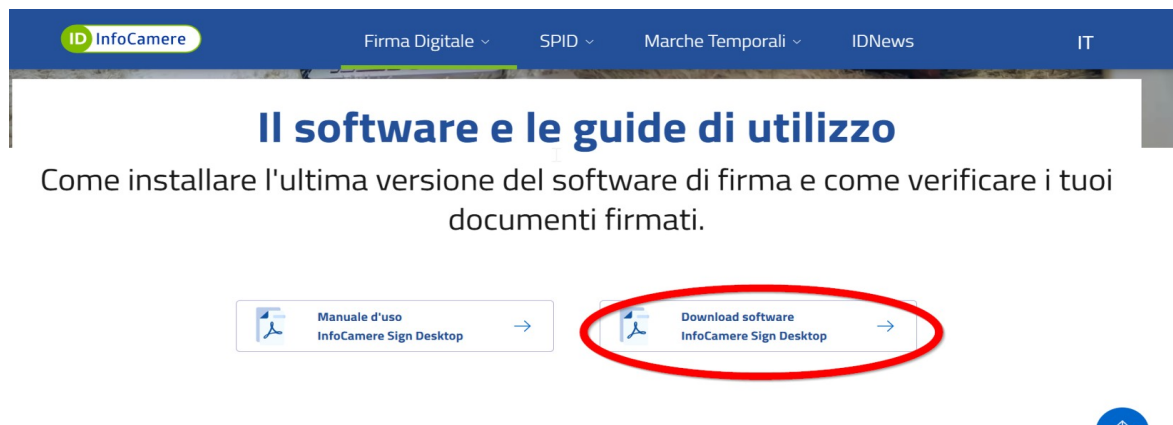 ID InfoCamere Firma Digitale SPID Marche Temporali IDNews IT
Il software e le guide di utilizzo
Come installare l'ultima versione del software di firma e come verificare i tuoi
documenti firmati.
Manuale d'uso
InfoCamere Sign Desktop
Download software
InfoCamere Sign Desktop